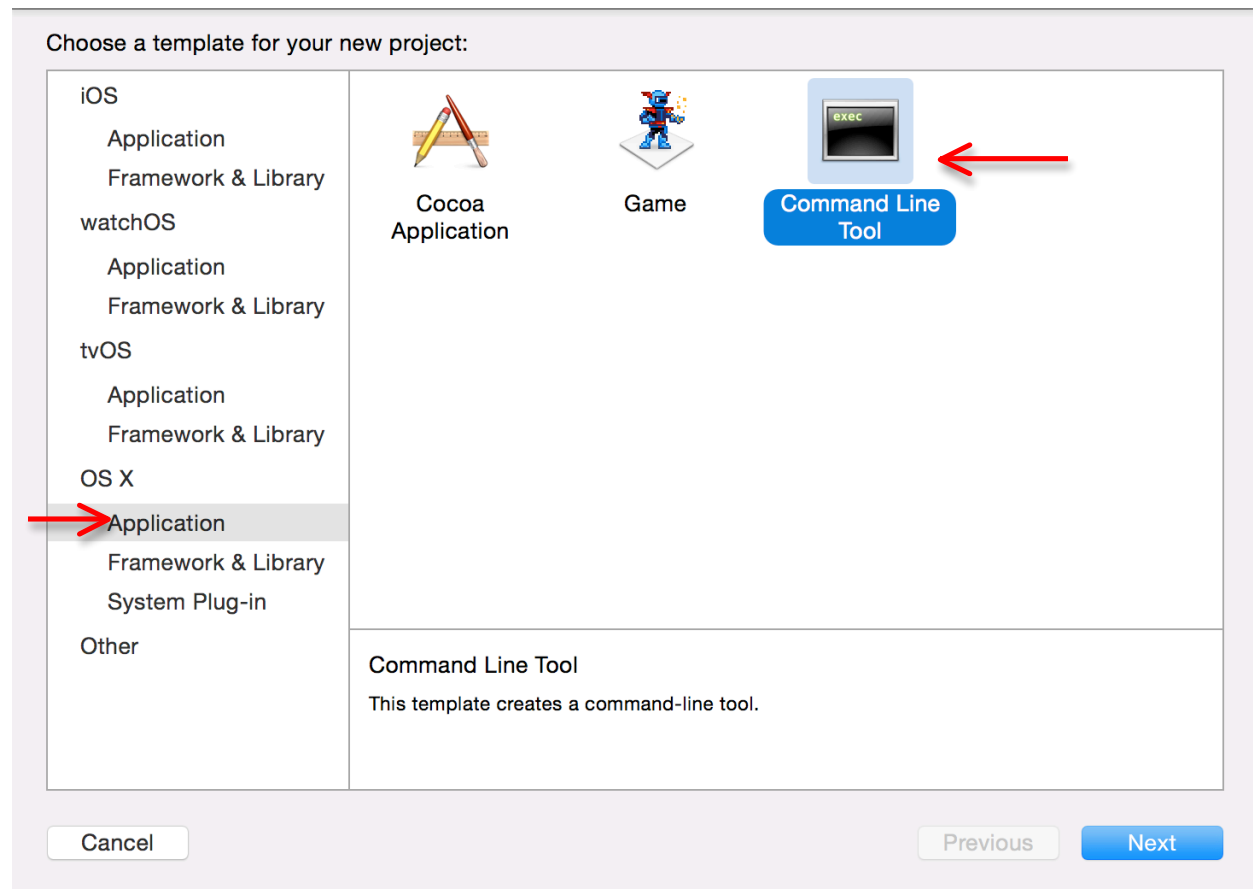 Choose a template for your new project:
iOS
Application
Framework & Library
watchOS
Application
Framework & Library
tvOS
Application
Framework & Library
OS X
Application
Framework & Library
System Plug-in
Other
Cocoa
Application
Game
exec
Command Line
Tool
Command Line Tool
This template creates a command-line tool.
Cancel
Previous
Next